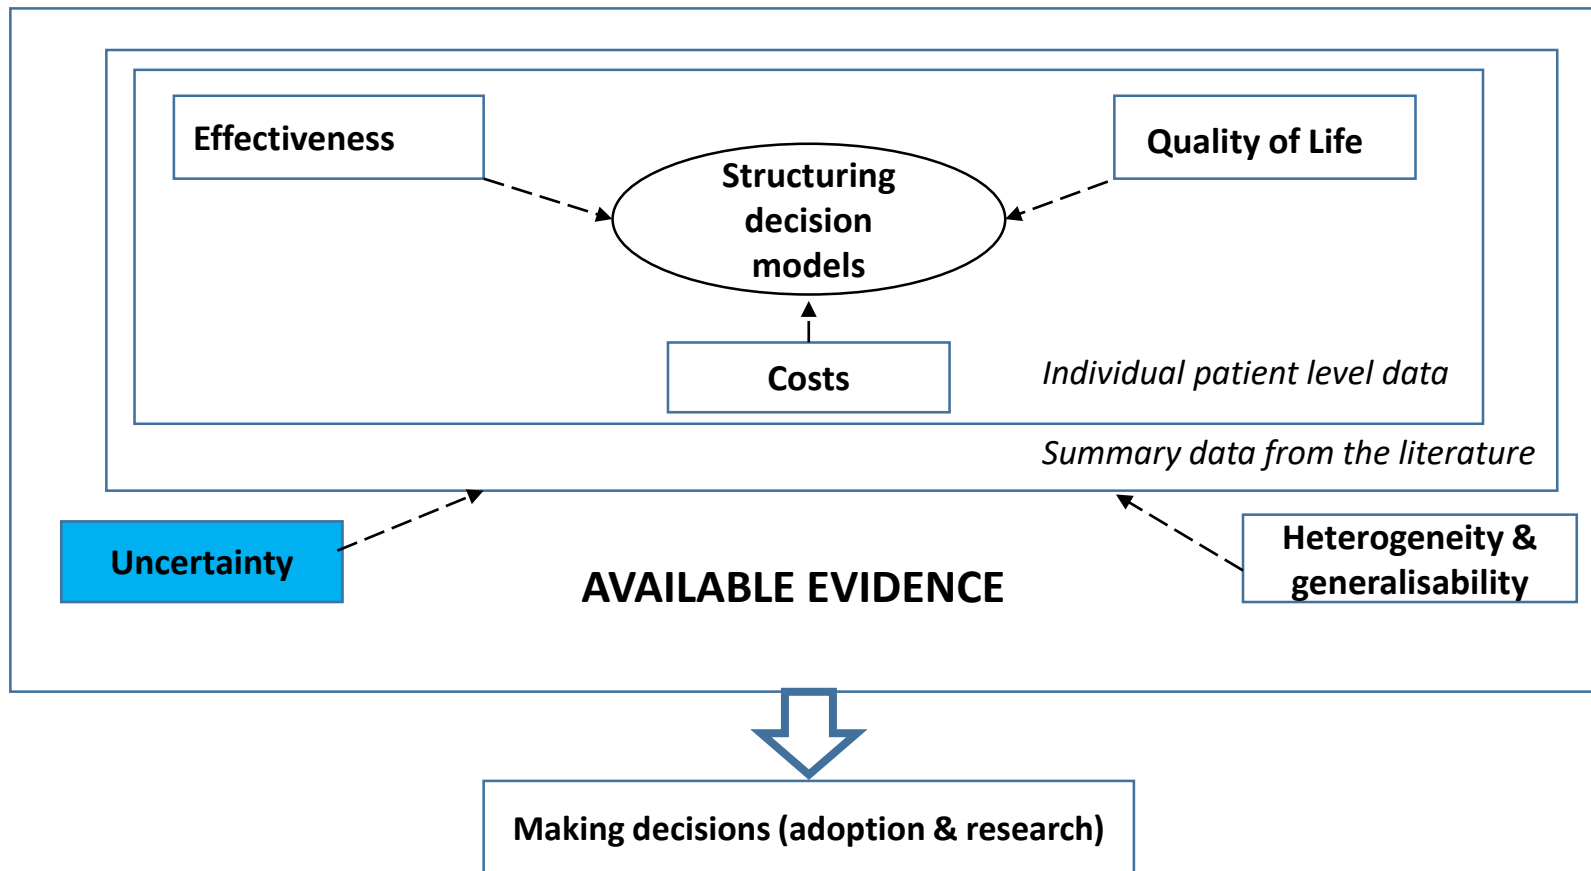 Effectiveness
Quality of Life
Structuring
decision
models
Costs
Individual patient level data
Summary data from the literature
Uncertainty
Heterogeneity &
generalisability
AVAILABLE EVIDENCE
Making decisions (adoption & research)